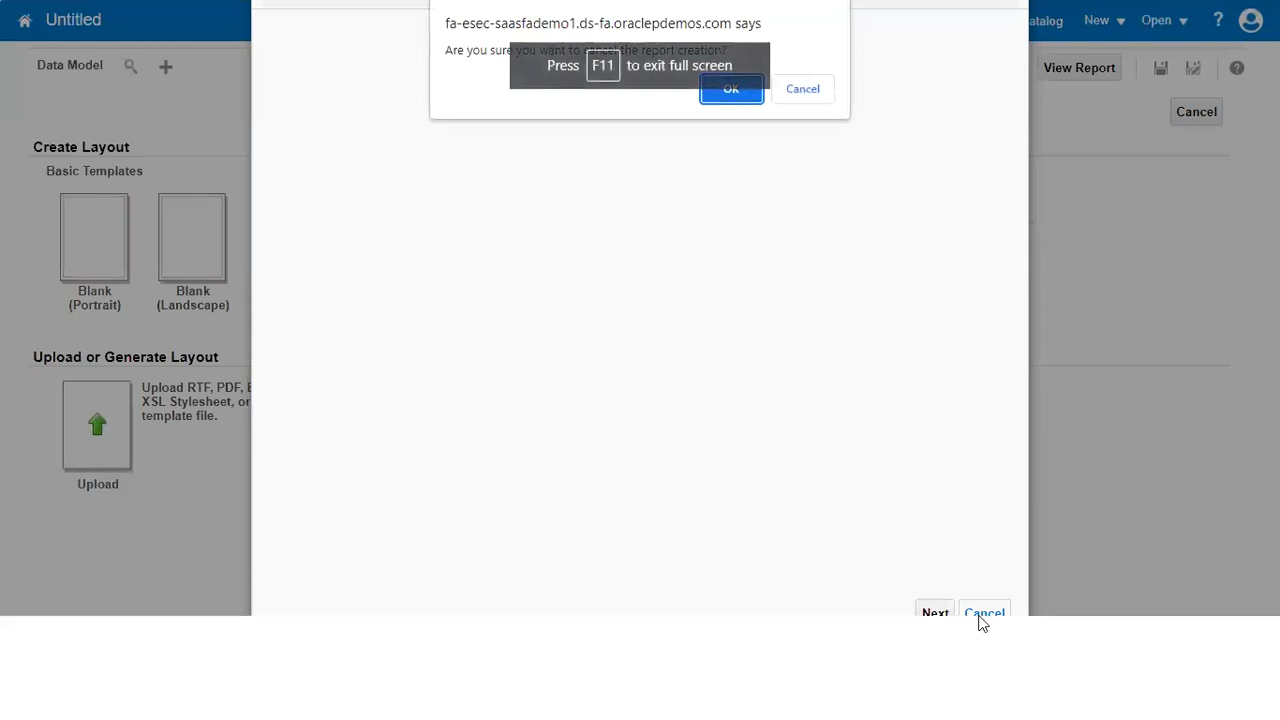 Untitled
fa-esec-saasfademo1.ds-fa.oraclepdemos.com says
Are you sure you want to cancel the report creation?
Press F11 to exit full screen
OK
Cancel
atalog
New
Open
?
Data Model
View Report
?
Cancel
Create Layout
Basic Templates
Blank
(Portrait)
Blank
(Landscape)
Upload or Generate Layout
Upload RTF, PDF,
XSL Stylesheet, or
template file.
Upload
Next
Cancel